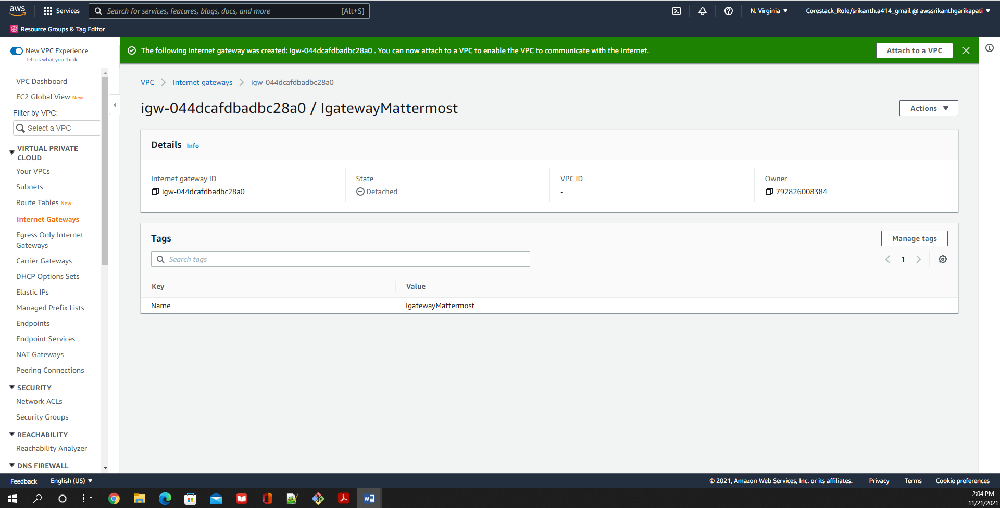 aws
Services
Search for services, features, blogs, docs, and more
[Alt+S]
N. Virginia
Corestack_Role/srikanth.a414_gmail @ awssrikanthgarikapati
Resource Groups & Tag Editor
New VPC Experience
Tell us what you think
The following internet gateway was created: igw-044dcafdbadbc28a0 . You can now attach to a VPC to enable the VPC to communicate with the internet.
Attach to a VPC
VPC Dashboard
EC2 Global View New
Filter by VPC:
Select a VPC
VIRTUAL PRIVATE
CLOUD
Your VPCs
Subnets
Route Tables New
Internet Gateways
Egress Only Internet
Gateways
Carrier Gateways
DHCP Options Sets
Elastic IPs
Managed Prefix Lists
Endpoints
Endpoint Services
NAT Gateways
Peering Connections
SECURITY
Network ACLs
Security Groups
REACHABILITY
Reachability Analyzer
DNS FIREWALL
VPC
Internet gateways
igw-044dcafdbadbc28a0
igw-044dcafdbadbc28a0 / IgatewayMattermost
Actions
Details Info
Internet gateway ID
igw-044dcafdbadbc28a0
State
Detached
VPC ID
-
Owner
792826008384
Tags
Manage tags
Search tags
1
Key
Value
Name
IgatewayMattermost
Feedback
English (US)
© 2021, Amazon Web Services, Inc. or its affiliates.
Privacy
Terms
Cookie preferences
2:04 PM
11/21/2021